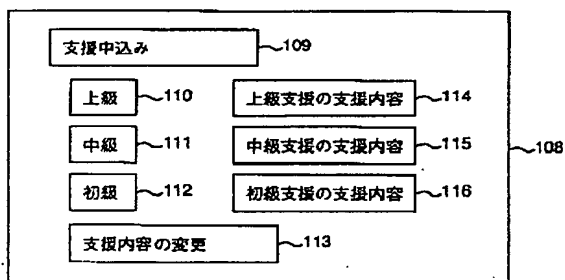 支援申込み 109
上級 110 上級支援の支援内容 114
中級 111 中級支援の支援内容 115 108
初級 112 初級支援の支援内容 116
支援内容の変更 113